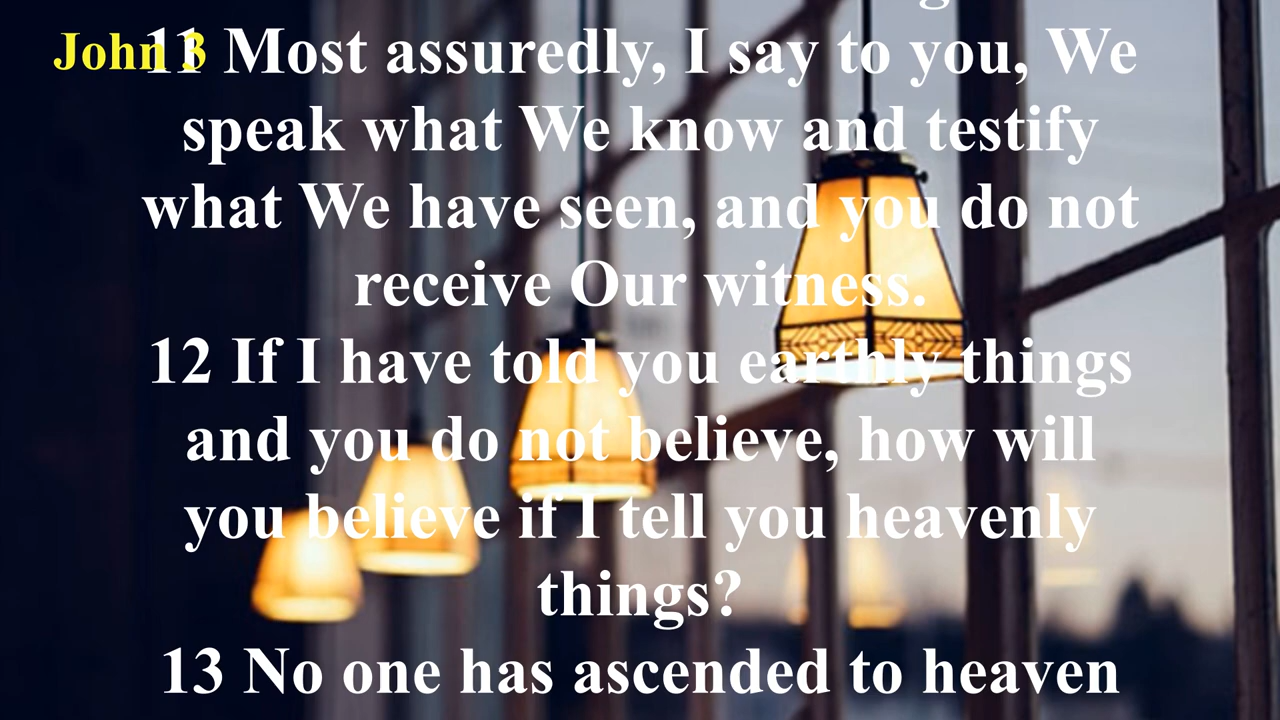 John 3
11 Most assuredly, I say to you, We
speak what We know and testify
what We have seen, and you do not
receive Our witness.
12 If I have told you earthly things
and you do not believe, how will
you believe if I tell you heavenly
things?
13 No one has ascended to heaven